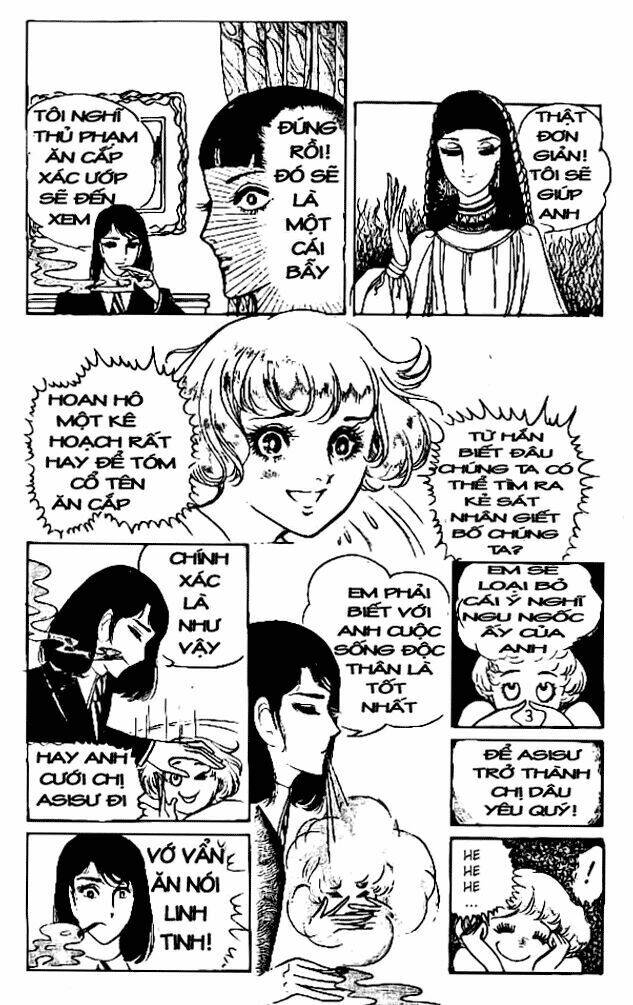 TÔI NGHĨ
THỦ PHẠM
ĂN CẮP
XÁC ƯỚP
SẼ ĐẾN
XEM
ĐÚNG
RỒI!
ĐÓ SẼ
LÀ
MỘT
CÁI
BẪY
THẬT
ĐƠN
GIẢN!
TÔI SẼ
GIÚP
ANH
HOAN HÔ
MỘT KÊ
HOẠCH RẤT
HAY ĐỂ TÓM
CỔ TÊN
ĂN CẮP
TỪ HẮN
BIẾT ĐÂU
CHÚNG TA CÓ
THỂ TÌM RA
KẺ SÁT
NHÂN GIẾT
BỐ CHÚNG
TA?
CHÍNH
XÁC
LÀ
NHƯ
VẬY
HAY ANH
CƯỚI CHỊ
ASISƯ ĐI
EM PHẢI
BIẾT VỚI
ANH CUỘC
SỐNG ĐỘC
THÂN LÀ
TỐT
NHẤT
EM SẼ
LOẠI BỎ
CÁI Ý NGHĨ
NGU NGỐC
ẤY CỦA
ANH
3
ĐỂ ASISƯ
TRỞ THÀNH
CHỊ DÂU
YÊU QUÝ!
VỚ VẨN
ĂN NÓI
LINH
TINH!
HE
HE
HE
...
!